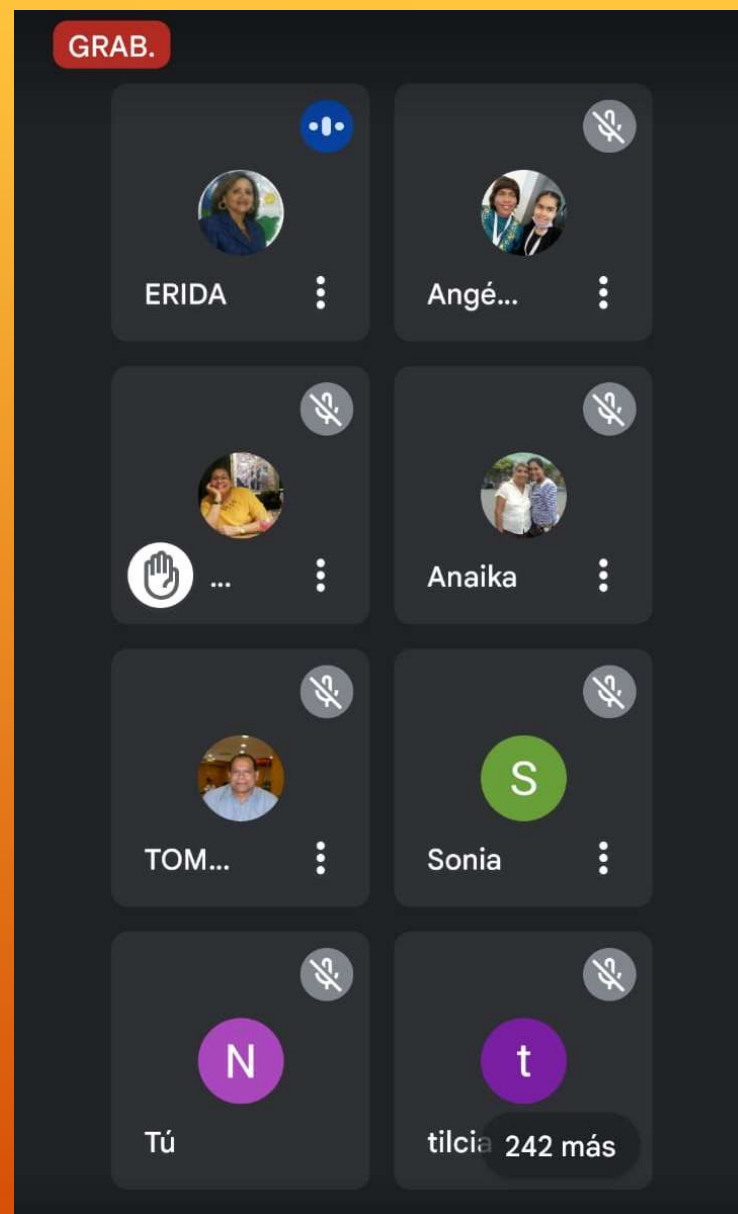 GRAB.
ERIDA
Angé...
...
Anaika
TOM...
S
Sonia
N
t
Tú
tilcia
242 más